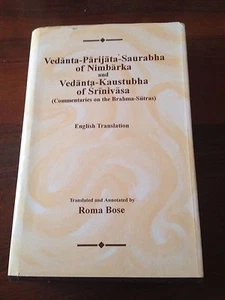 Vedānta-Pārijāta-Saurabha
of Nimbārka
and
Vedānta-Kaustubha
of Śrīnivāsa
(Commentaries on the Brahma-Sūtras)
English Translation
Translated and Annotated by
Roma Bose